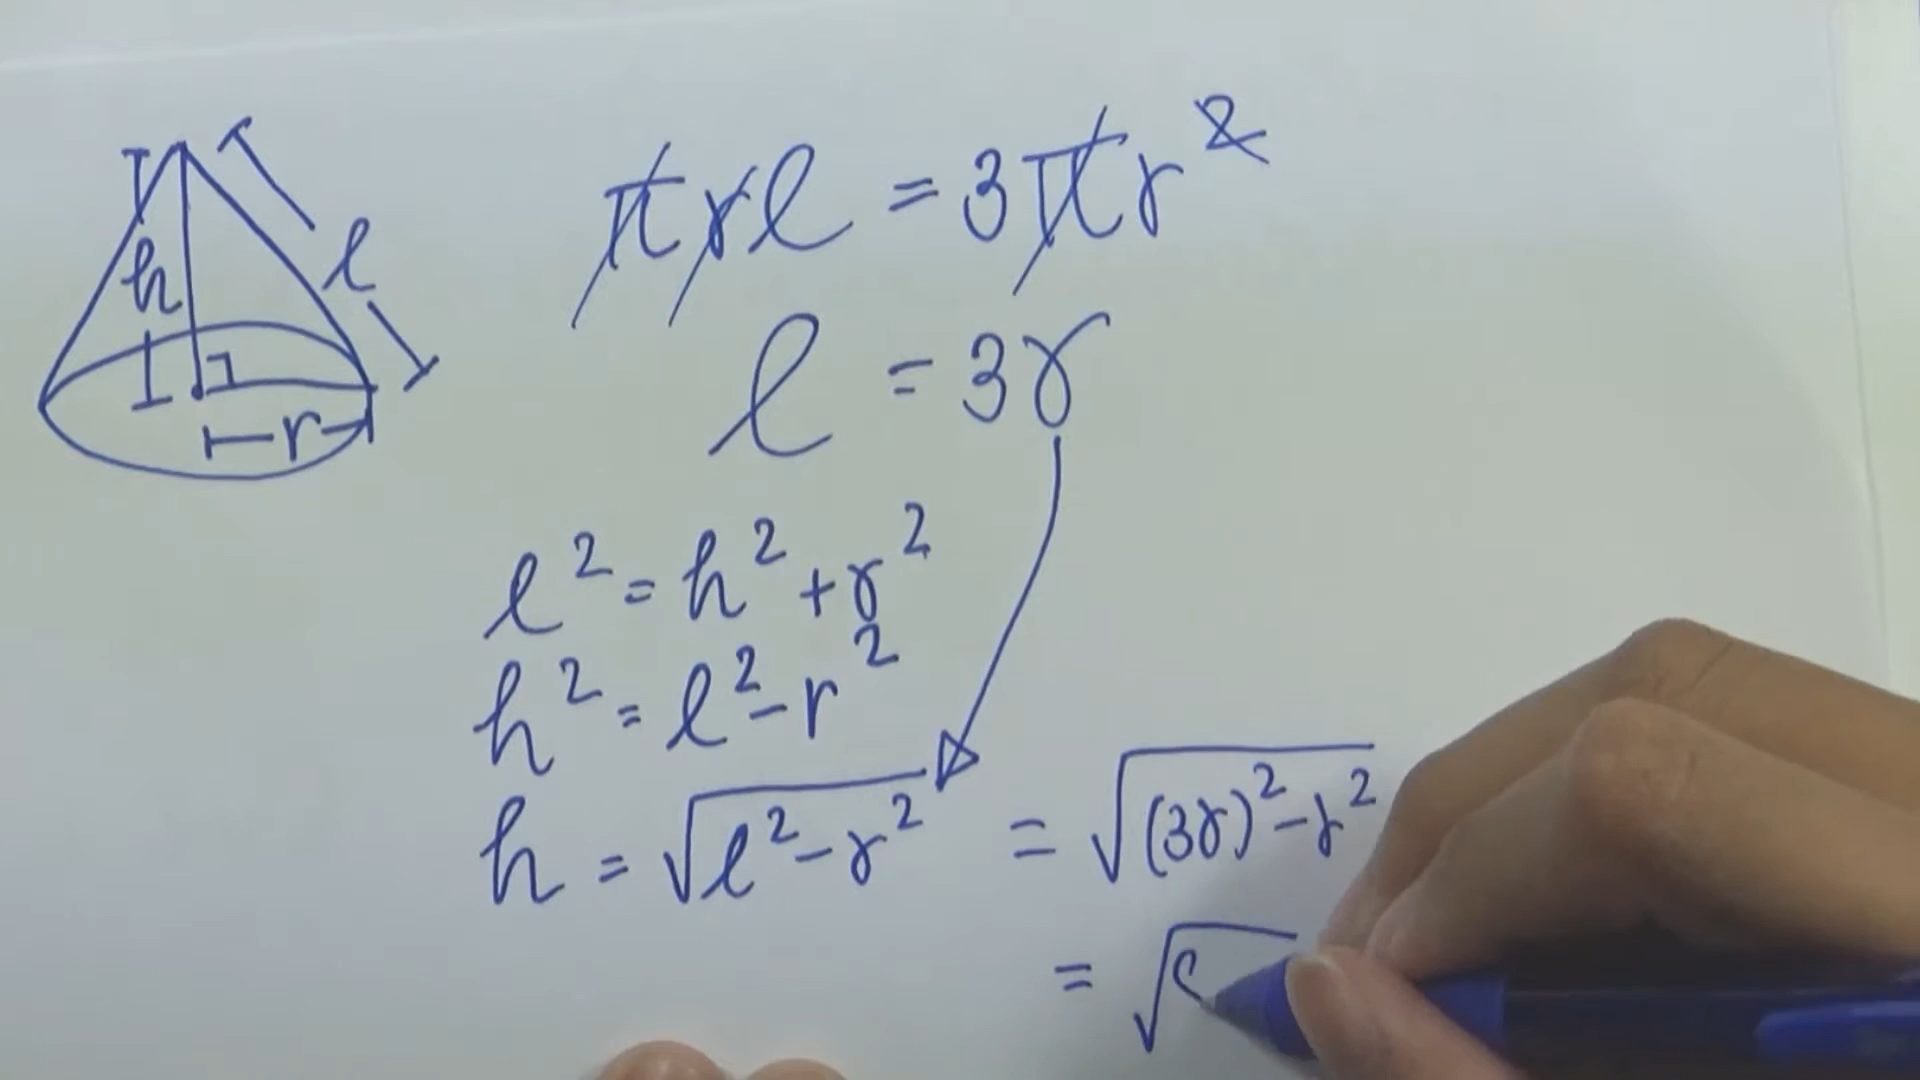 h
l
r
πrl = 3πr²
l = 3r
l² = h² + r²
h² = l² - r²
h = √(l² - r²) = √((3r)² - r²)
= √